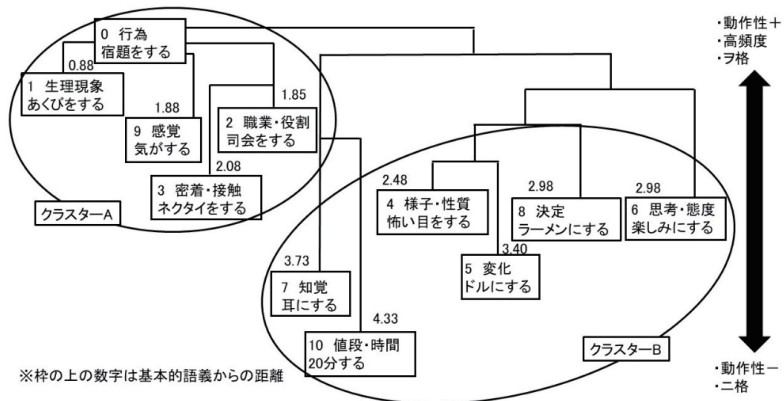 0 行為
宿題をする
0.88
1 生理現象
あくびをする
1.88
9 感覚
気がする
1.85
2 職業・役割
司会をする
2.08
3 密着・接触
ネクタイをする
クラスターA
3.73
7 知覚
耳にする
4.33
10 値段・時間
20分する
2.48
4 様子・性質
怖い目をする
3.40
5 変化
ドルにする
2.98
8 決定
ラーメンにする
2.98
6 思考・態度
楽しみにする
クラスターB
・動作性+
・高頻度
・ヲ格
・動作性-
・ニ格
※枠の上の数字は基本的語義からの距離